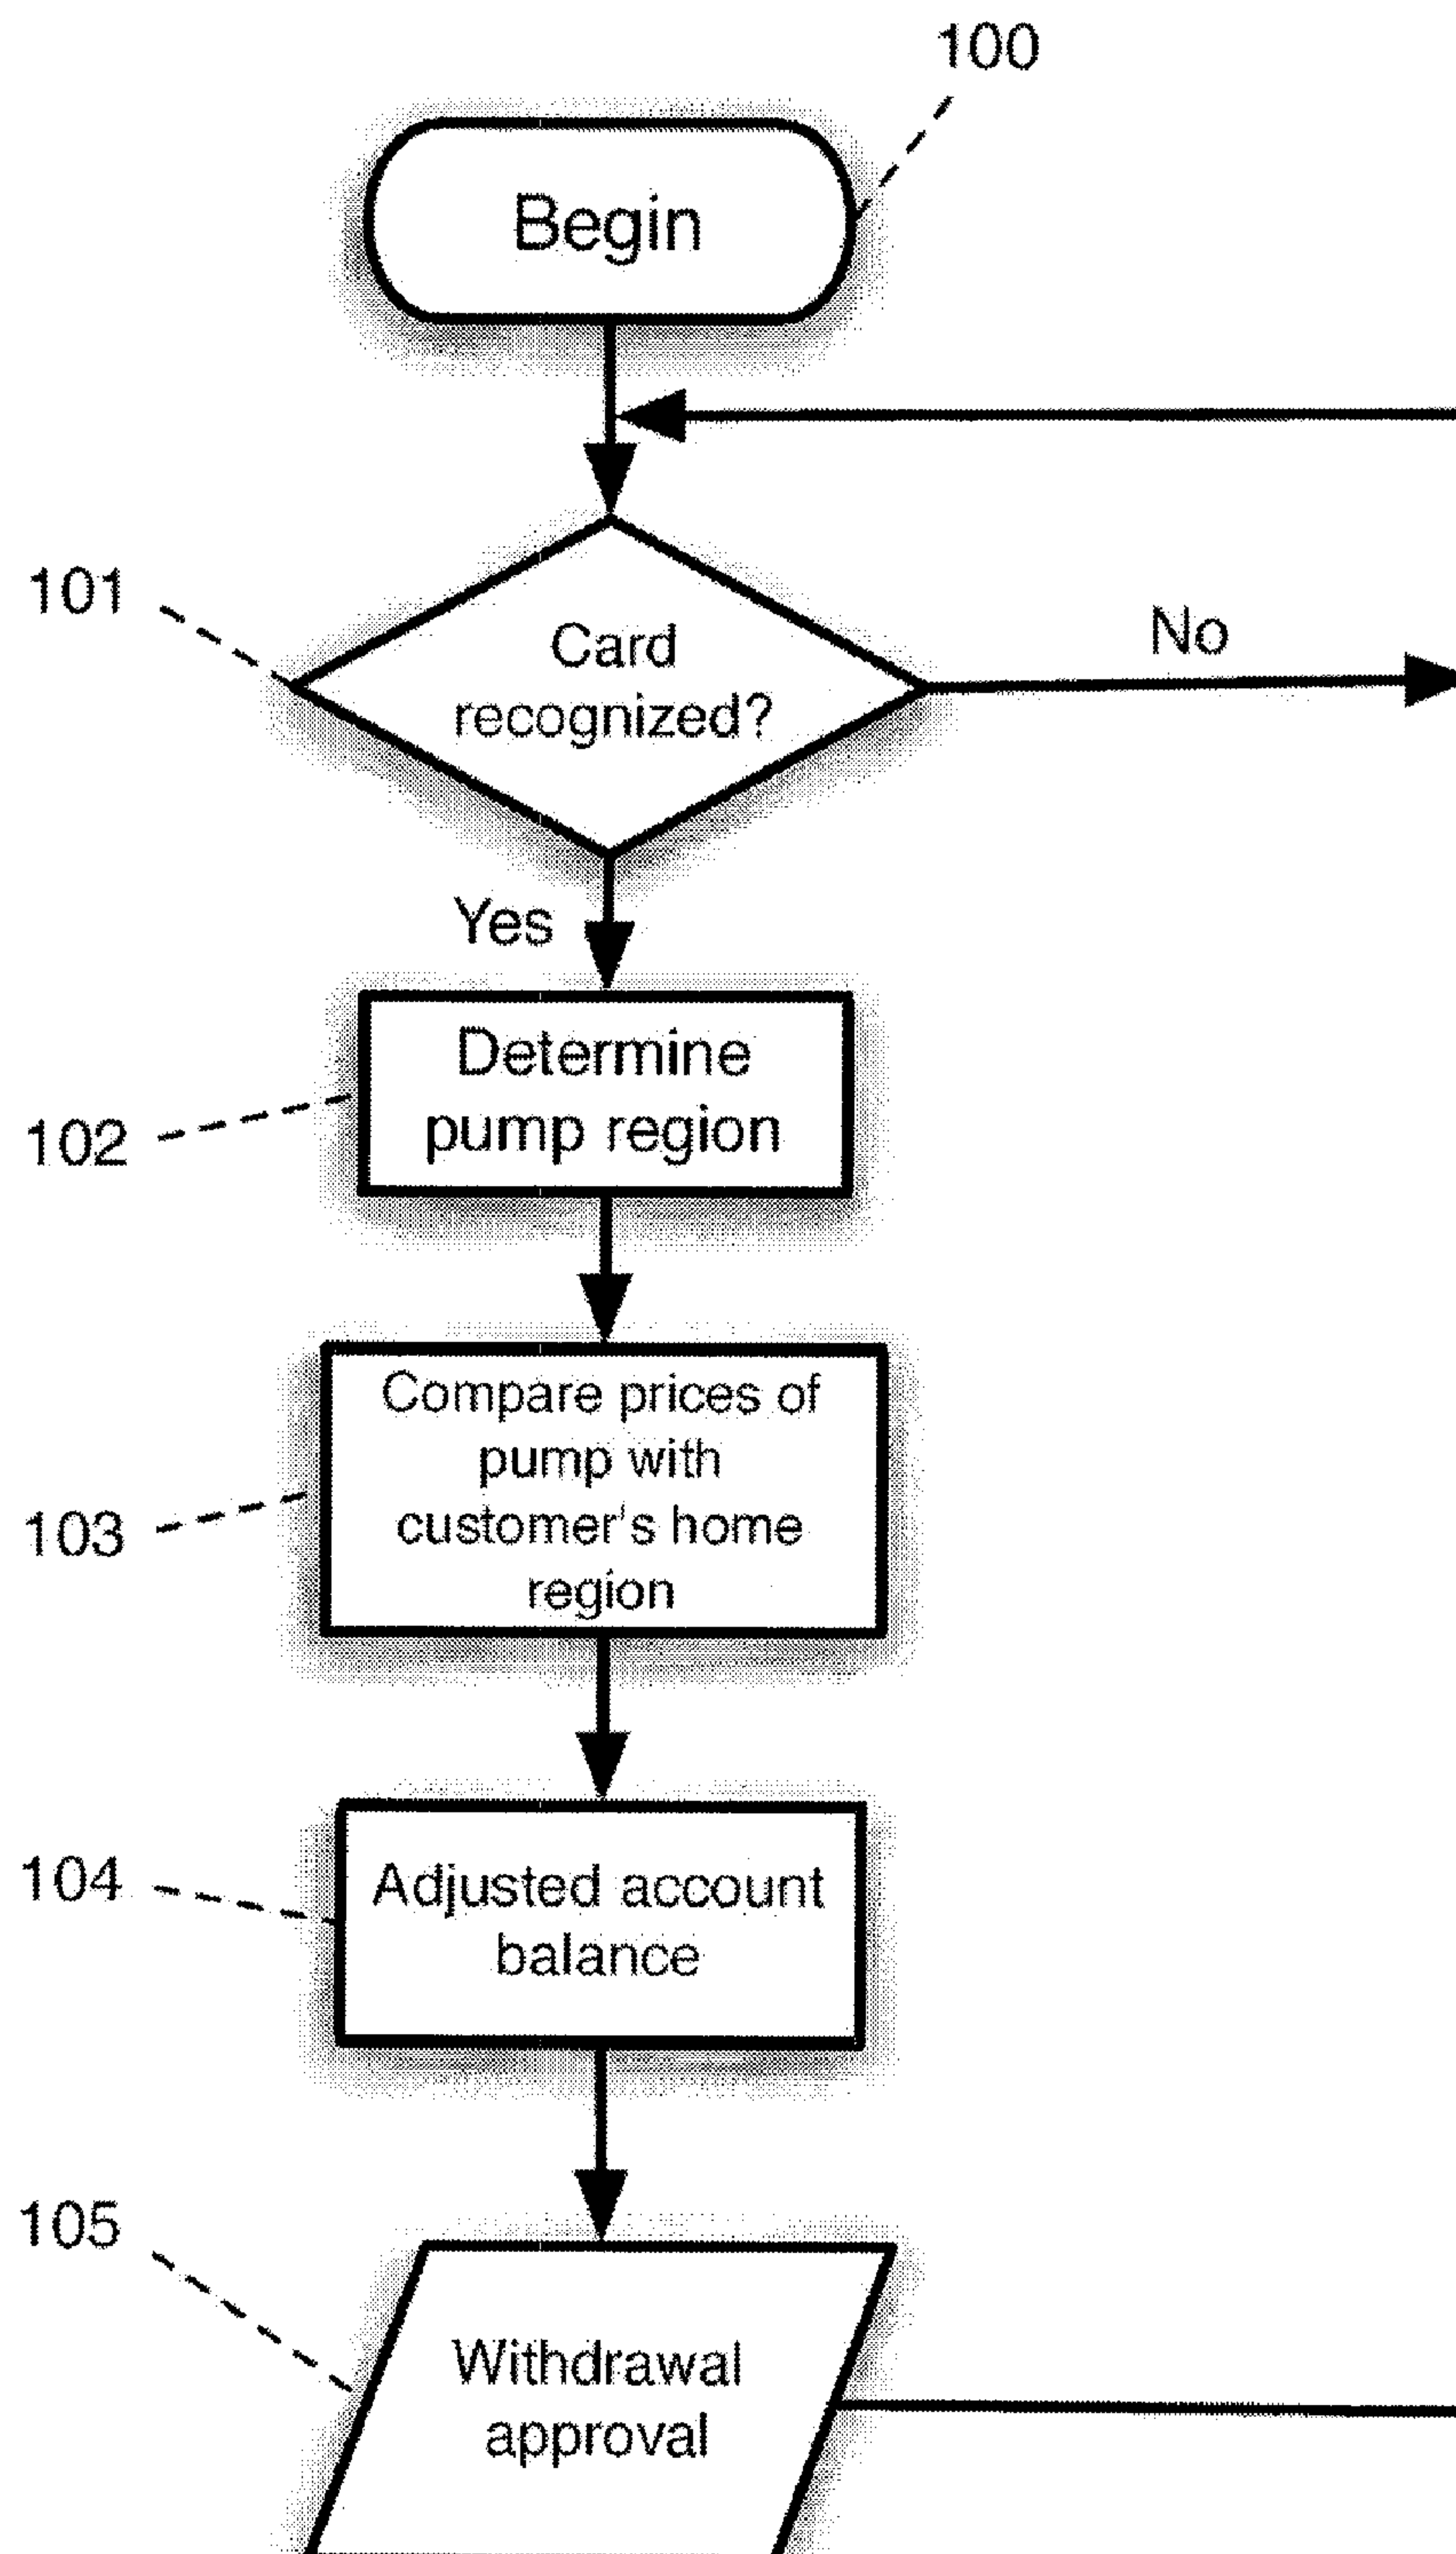 100
Begin
101
Card
recognized?
No
Yes
Determine
pump region
102
Compare prices of
pump with
customer's home
region
103
104
Adjusted account
balance
105
Withdrawal
approval